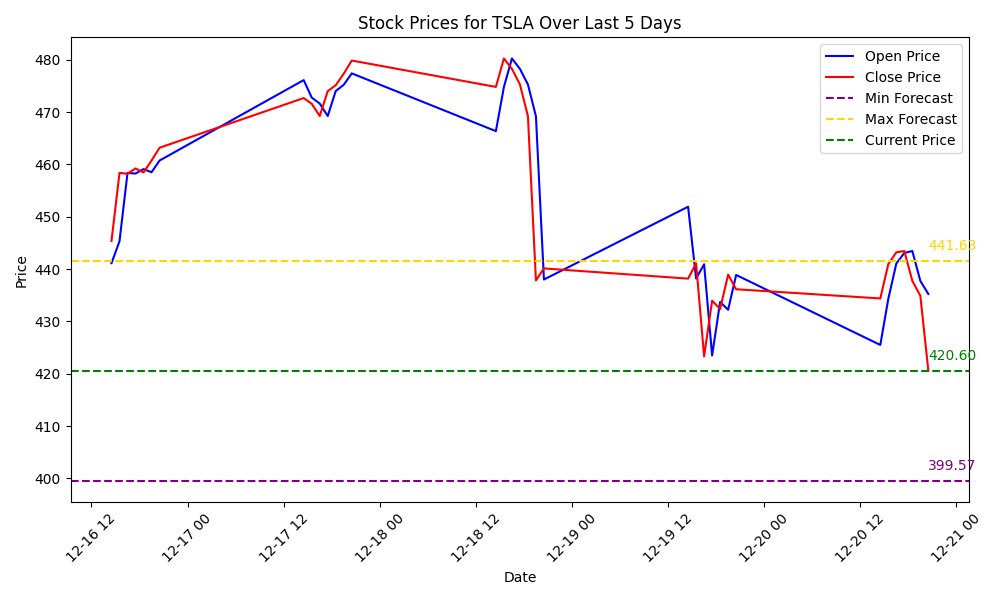 Stock Prices for TSLA Over Last 5 Days
Open Price
Close Price
Min Forecast
Max Forecast
Current Price
480
470
460
450
440
430
420
410
400
Price
441.63
420.60
399.57
12-16 12
12-17 00
12-17 12
12-18 00
12-18 12
12-19 00
12-19 12
12-20 00
12-20 12
12-21 00
Date